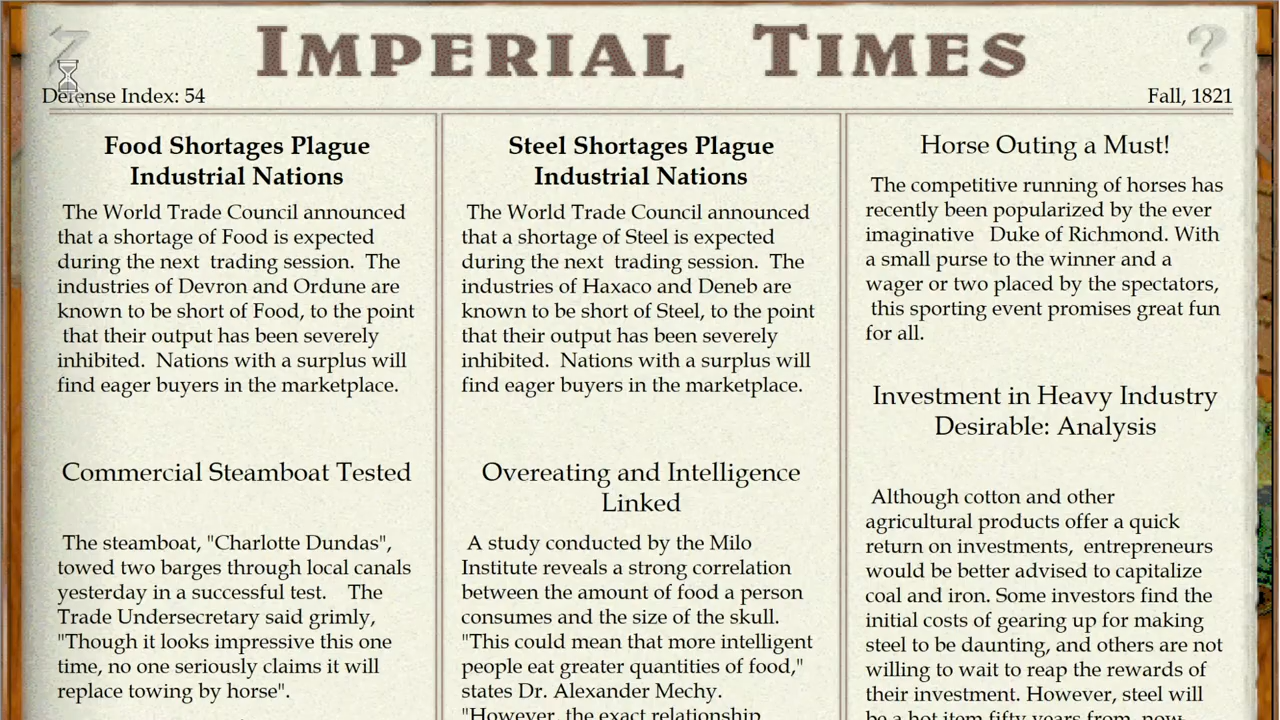 IMPERIAL TIMES
Defense Index: 54
Fall, 1821
Food Shortages Plague
Industrial Nations
The World Trade Council announced
that a shortage of Food is expected
during the next trading session. The
industries of Devron and Ordune are
known to be short of Food, to the point
that their output has been severely
inhibited. Nations with a surplus will
find eager buyers in the marketplace.
Commercial Steamboat Tested
The steamboat, "Charlotte Dundas",
towed two barges through local canals
yesterday in a successful test. The
Trade Undersecretary said grimly,
"Though it looks impressive this one
time, no one seriously claims it will
replace towing by horse".
Steel Shortages Plague
Industrial Nations
The World Trade Council announced
that a shortage of Steel is expected
during the next trading session. The
industries of Haxaco and Deneb are
known to be short of Steel, to the point
that their output has been severely
inhibited. Nations with a surplus will
find eager buyers in the marketplace.
Overeating and Intelligence
Linked
A study conducted by the Milo
Institute reveals a strong correlation
between the amount of food a person
consumes and the size of the skull.
"This could mean that more intelligent
people eat greater quantities of food,"
states Dr. Alexander Mechy.
"However, the exact relationship
Horse Outing a Must!
The competitive running of horses has
recently been popularized by the ever
imaginative Duke of Richmond. With
a small purse to the winner and a
wager or two placed by the spectators,
this sporting event promises great fun
for all.
Investment in Heavy Industry
Desirable: Analysis
Although cotton and other
agricultural products offer a quick
return on investments, entrepreneurs
would be better advised to capitalize
coal and iron. Some investors find the
initial costs of gearing up for making
steel to be daunting, and others are not
willing to wait to reap the rewards of
their investment. However, steel will
be a hot item fifty years from now